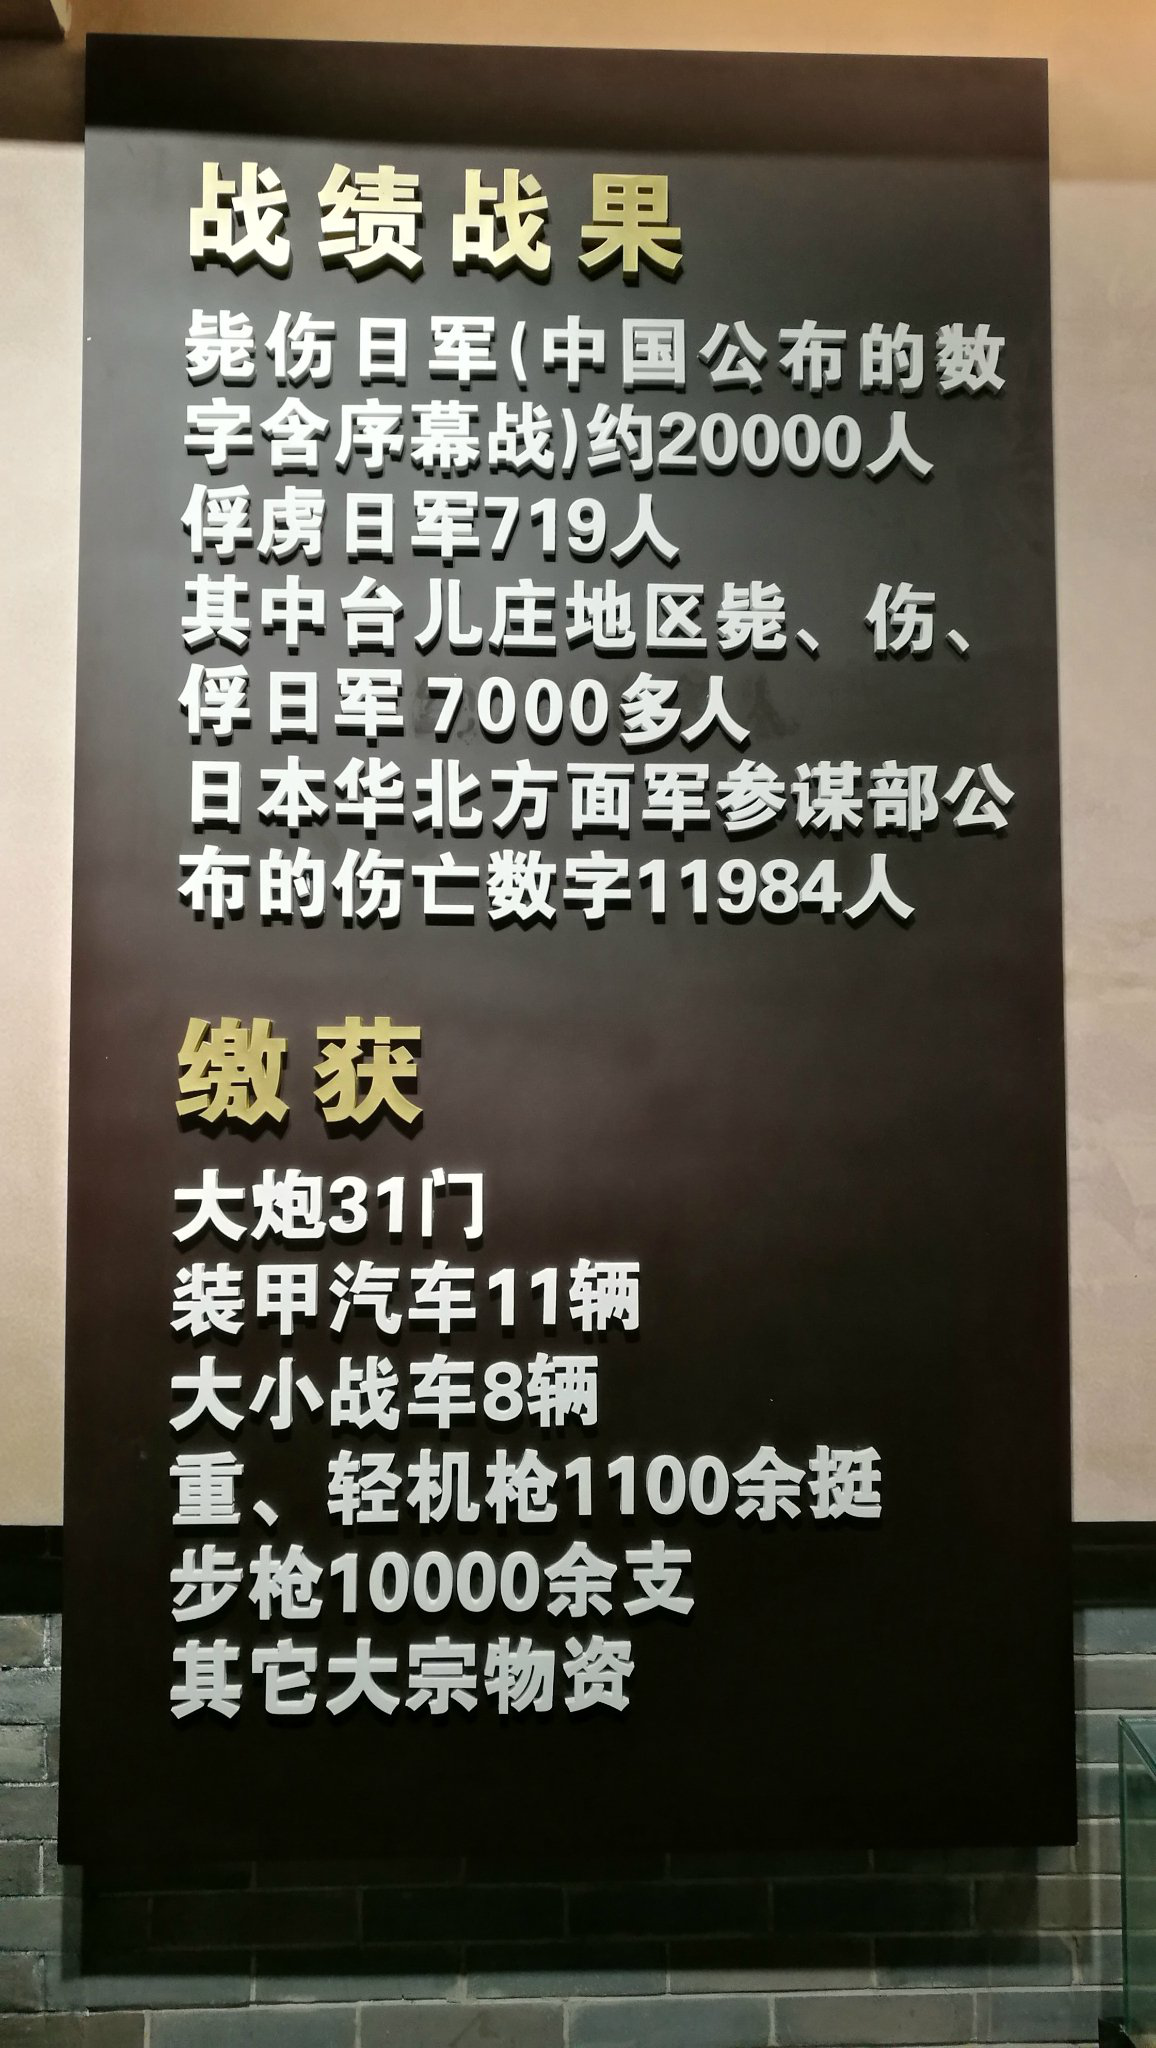 战绩战果
毙伤日军(中国公布的数
字含序幕战)约20000人
俘虏日军719人
其中台儿庄地区毙、伤、
俘日军 7000多人
日本华北方面军参谋部公
布的伤亡数字11984人
缴获
大炮31门
装甲汽车11辆
大小战车8辆
重、轻机枪1100余挺
步枪10000余支
其它大宗物资